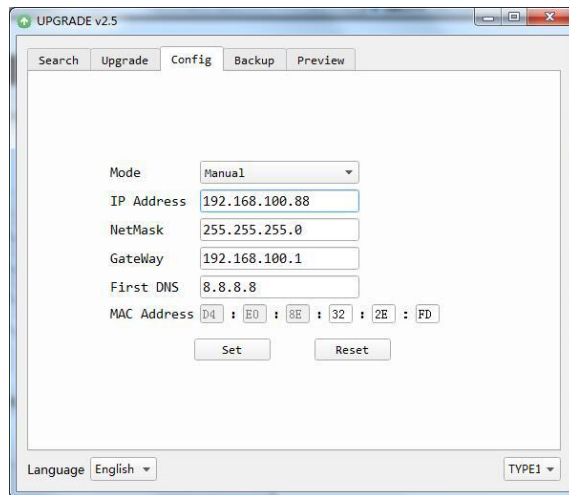 UPGRADE v2.5
Search Upgrade Config Backup Preview
Mode Manual
IP Address 192.168.100.88
NetMask 255.255.255.0
GateWay 192.168.100.1
First DNS 8.8.8.8
MAC Address D4 : E0 : 8E : 32 : 2E : FD
Set Reset
Language English TYPE1